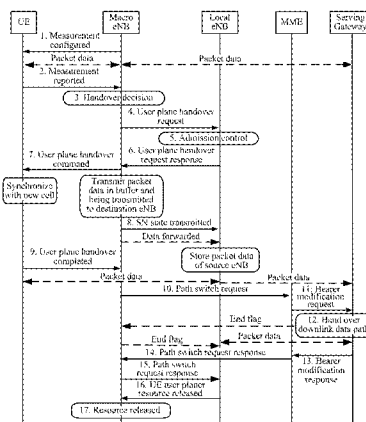 UE
Macro
eNB
Local
eNB
MME
Serving
Gateway
1. Measurement
configured
Packet data
Packet data
2. Measurement
reported
3. Handover decision
4. User plane handover
request
5. Admission control
6. User plane handover
request response
7. User plane handover
command
Synchronize
with new cell
Transmit packet
data in buffer and
being transmitted
to destination eNB
8. SN state transmitted
Data forwarded
Store packet data
of source eNB
9. User plane handover
completed
Packet data
Packet data
10. Path switch request
11. Bearer
modification
request
12. Hand over
downlink data path
End flag
End flag
Packet data
14. Path switch request response
13. Bearer
modification
response
15. Path switch
request response
16. UE user planer
resource released
17. Resource released